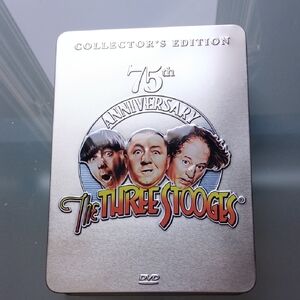 COLLECTOR'S EDITION
75th
ANNIVERSARY
The THREE STOOGES®
DVD